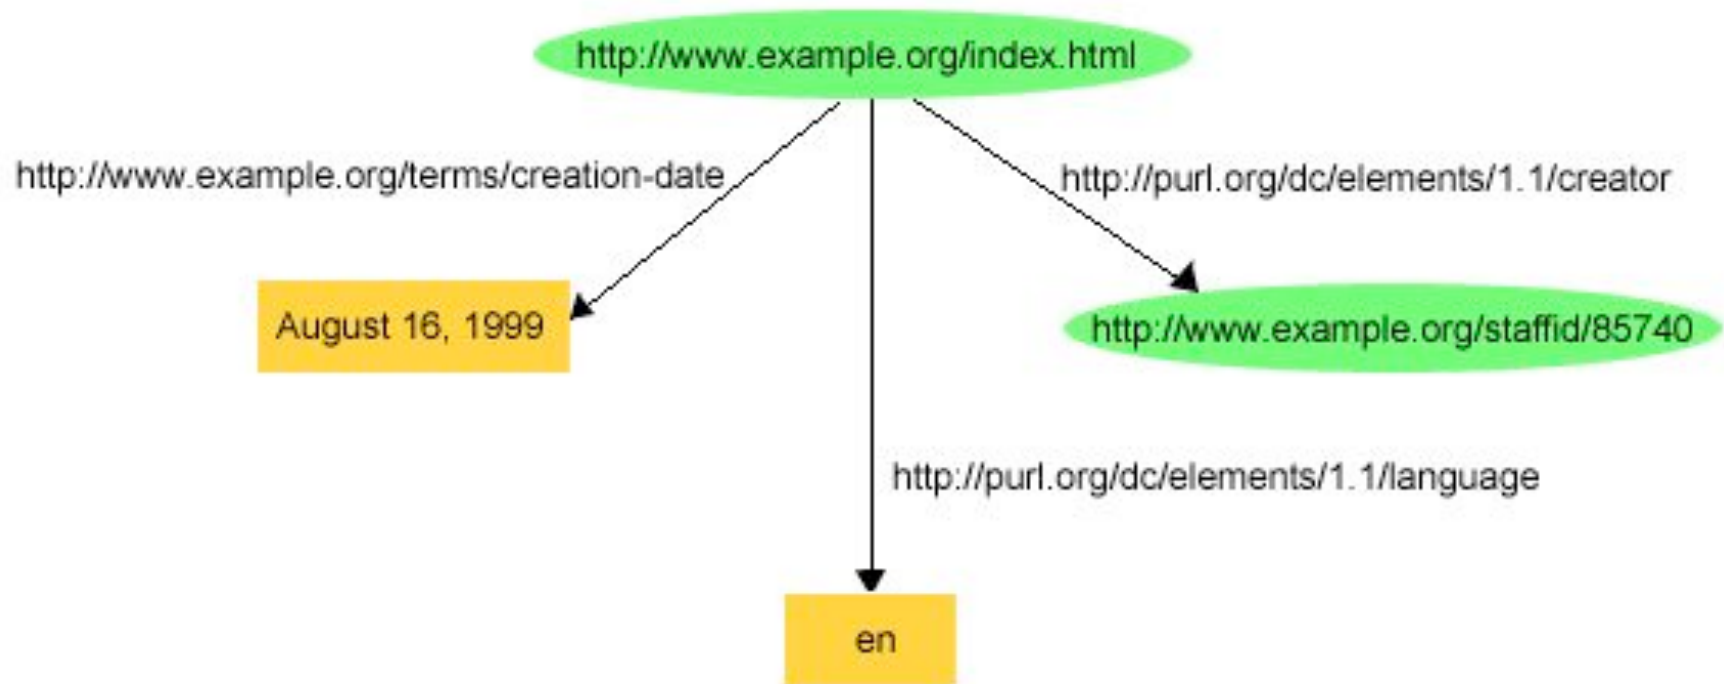 http://www.example.org/index.html
http://www.example.org/terms/creation-date
http://purl.org/dc/elements/1.1/creator
August 16, 1999
http://www.example.org/staffid/85740
http://purl.org/dc/elements/1.1/language
en